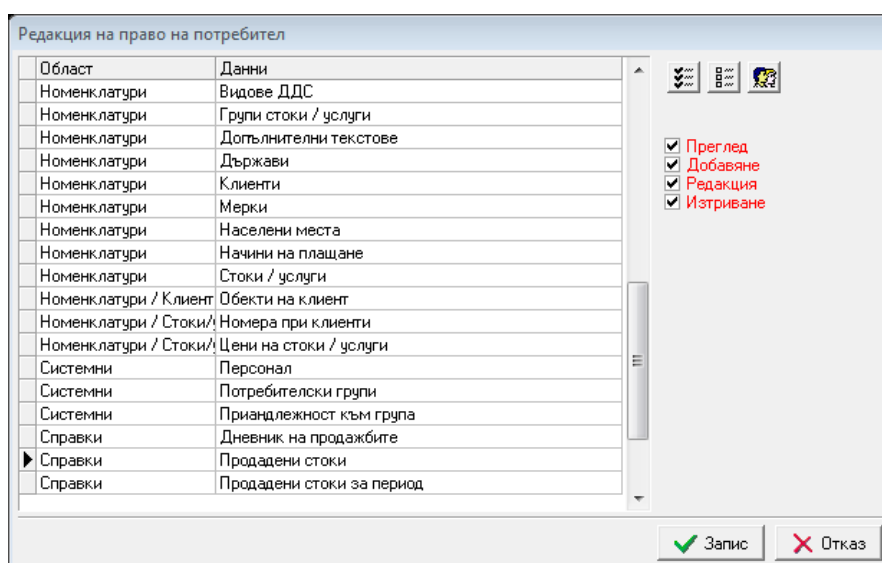 Редакция на право на потребител
Област Данни
Номенклатури Видове ДДС
Номенклатури Групи стоки / услуги
Номенклатури Допълнителни текстове
Номенклатури Държави
Номенклатури Клиенти
Номенклатури Мерки
Номенклатури Населени места
Номенклатури Начини на плащане
Номенклатури Стоки / услуги
Номенклатури / Клиент Обекти на клиент
Номенклатури / Стоки/ Номера при клиенти
Номенклатури / Стоки/ Цени на стоки / услуги
Системни Персонал
Системни Потребителски групи
Системни Приандлежност към група
Справки Дневник на продажбите
Справки Продадени стоки
Справки Продадени стоки за период
Преглед
Добавяне
Редакция
Изтриване
Запис Отказ